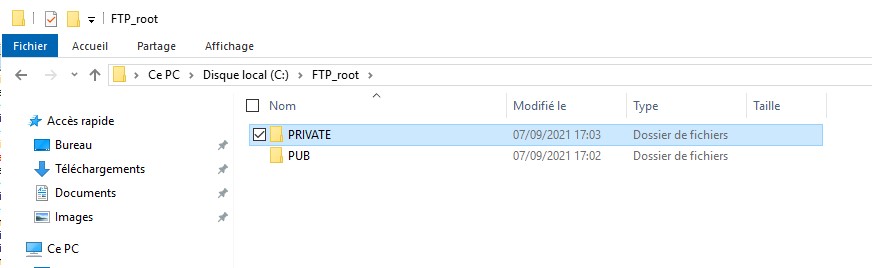 FTP_root
Fichier Accueil Partage Affichage
Ce PC Disque local (C:) FTP_root
Nom Modifié le Type Taille
Accès rapide
Bureau
Téléchargements
Documents
Images
Ce PC
PRIVATE 07/09/2021 17:03 Dossier de fichiers
PUB 07/09/2021 17:02 Dossier de fichiers